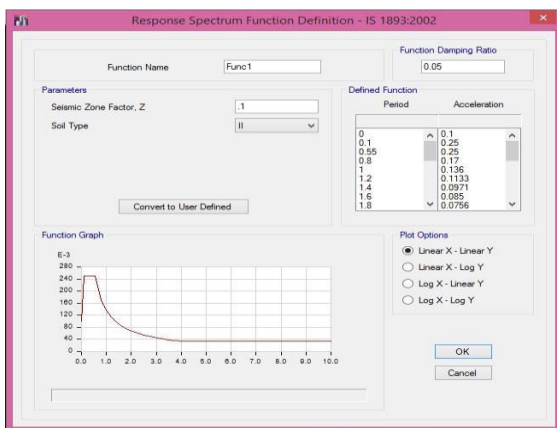 Response Spectrum Function Definition - IS 1893:2002
Function Damping Ratio
Function Name Func1 0.05
Parameters
Seismic Zone Factor, Z .1
Soil Type II
Convert to User Defined
Defined Function
Period Acceleration
0 0.1
0.1 0.25
0.55 0.25
0.8 0.17
1 0.136
1.2 0.1133
1.4 0.0971
1.6 0.085
1.8 0.0756
Function Graph
E-3
280
240
200
160
120
80
40
0
0.0 1.0 2.0 3.0 4.0 5.0 6.0 7.0 8.0 9.0 10.0
Plot Options
Linear X - Linear Y
Linear X - Log Y
Log X - Linear Y
Log X - Log Y
OK
Cancel